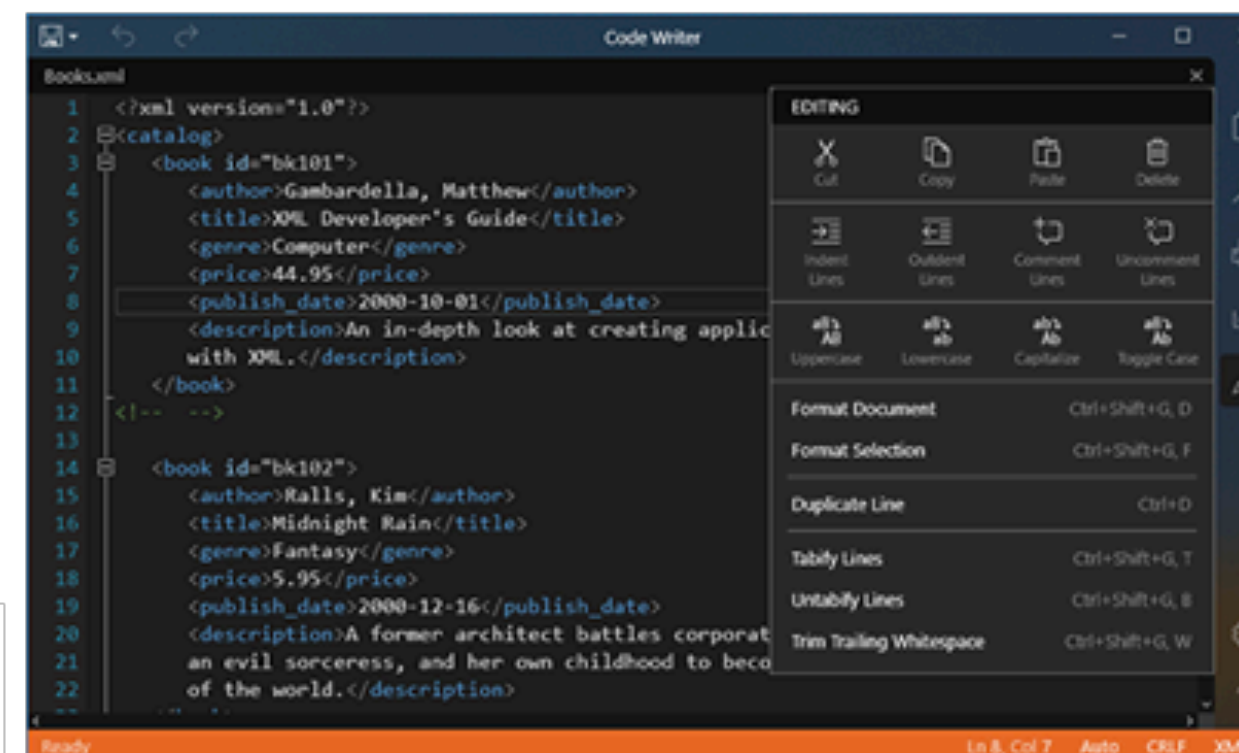 Code Writer
Books.xml
1 <?xml version="1.0"?>
2 <catalog>
3 <book id="bk101">
4 <author>Gambardella, Matthew</author>
5 <title>XML Developer's Guide</title>
6 <genre>Computer</genre>
7 <price>44.95</price>
8 <publish_date>2000-10-01</publish_date>
9 <description>An in-depth look at creating applic
10 with XML.</description>
11 </book>
12 <!-- -->
13
14 <book id="bk102">
15 <author>Ralls, Kim</author>
16 <title>Midnight Rain</title>
17 <genre>Fantasy</genre>
18 <price>5.95</price>
19 <publish_date>2000-12-16</publish_date>
20 <description>A former architect battles corporat
21 an evil sorceress, and her own childhood to beco
22 of the world.</description>
EDITING
Cut Copy Paste Delete
Indent Outdent Comment Uncomment
Lines Lines Lines Lines
Uppercase Lowercase Capitalize Toggle Case
Format Document Ctrl+Shift+G, D
Format Selection Ctrl+Shift+G, F
Duplicate Line Ctrl+D
Tabify Lines Ctrl+Shift+G, T
Untabify Lines Ctrl+Shift+G, B
Trim Trailing Whitespace Ctrl+Shift+G, W
Ready Ln 8, Col 7 Auto CRLF XM